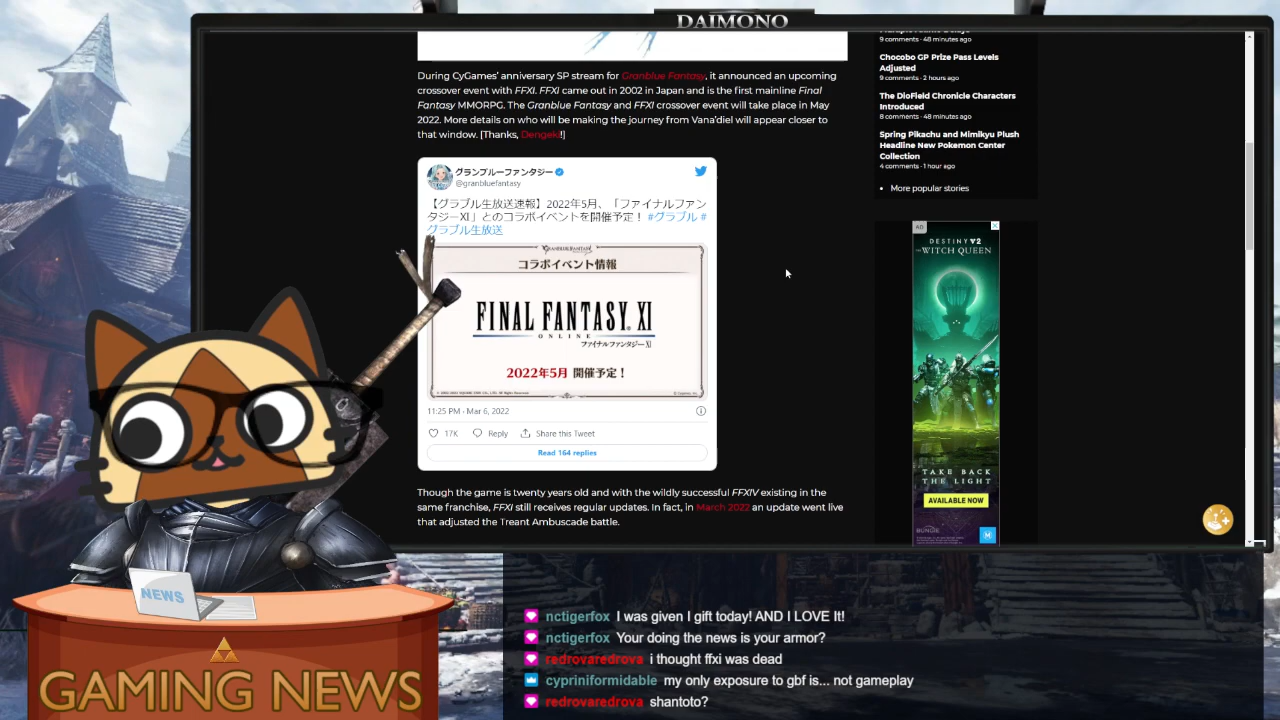 DAIMONO
During CyGames' anniversary SP stream for Granblue Fantasy, it announced an upcoming
crossover event with FFXI. FFXI came out in 2002 in Japan and is the first mainline Final
Fantasy MMORPG. The Granblue Fantasy and FFXI crossover event will take place in May
2022. More details on who will be making the journey from Vana'diel will appear closer to
that window. [Thanks, Dengeki!]
グランブルーファンタジー
@granbluefantasy
【グラブル生放送速報】2022年5月、「ファイナルファン
タジーXI」とのコラボイベントを開催予定！ #グラブル #
グラブル生放送
GRANBLUE FANTASY
コラボイベント情報
FINAL FANTASY XI
ONLINE
ファイナルファンタジーXI
2022年5月 開催予定！
11:25 PM · Mar 6, 2022
17K Reply Share this Tweet
Read 164 replies
Though the game is twenty years old and with the wildly successful FFXIV existing in the
same franchise, FFXI still receives regular updates. In fact, in March 2022 an update went live
that adjusted the Treant Ambuscade battle.
9 comments · 48 minutes ago
Chocobo GP Prize Pass Levels
Adjusted
9 comments · 2 hours ago
The DioField Chronicle Characters
Introduced
8 comments · 48 minutes ago
Spring Pikachu and Mimikyu Plush
Headline New Pokemon Center
Collection
4 comments · 1 hour ago
More popular stories
AD
DESTINY 2
THE WITCH QUEEN
TAKE BACK
THE LIGHT
AVAILABLE NOW
BUNGIE
NEWS
GAMING NEWS
nctigerfox I was given I gift today! AND I LOVE It!
nctigerfox Your doing the news is your armor?
redrovaredrova i thought ffxi was dead
cypriniformidable my only exposure to gbf is... not gameplay
redrovaredrova shantoto?